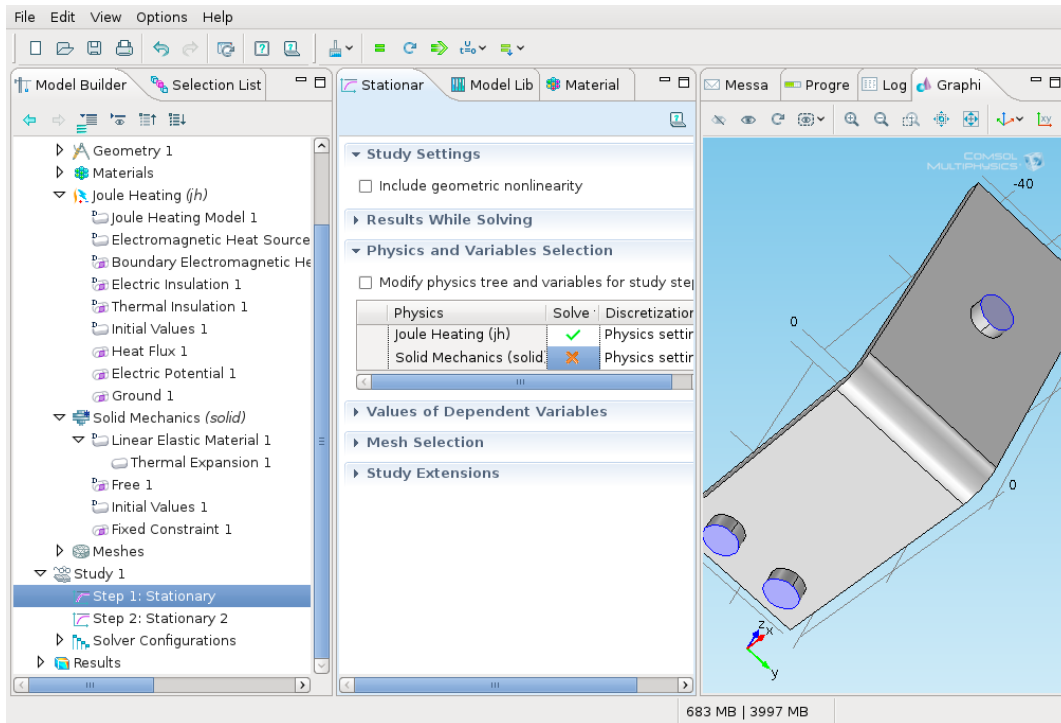 File Edit View Options Help
Model Builder Selection List
Stationar Model Lib Material
Messa Progre Log Graphi
Geometry 1
Materials
Joule Heating (jh)
Joule Heating Model 1
Electromagnetic Heat Source
Boundary Electromagnetic He
Electric Insulation 1
Thermal Insulation 1
Initial Values 1
Heat Flux 1
Electric Potential 1
Ground 1
Solid Mechanics (solid)
Linear Elastic Material 1
Thermal Expansion 1
Free 1
Initial Values 1
Fixed Constraint 1
Meshes
Study 1
Step 1: Stationary
Step 2: Stationary 2
Solver Configurations
Results
Study Settings
Include geometric nonlinearity
Results While Solving
Physics and Variables Selection
Modify physics tree and variables for study step
Physics Solve Discretization
Joule Heating (jh) Physics settin
Solid Mechanics (solid) Physics settin
Values of Dependent Variables
Mesh Selection
Study Extensions
COMSOL
MULTIPHYSICS
-40
0
0
z
x
y
683 MB | 3997 MB